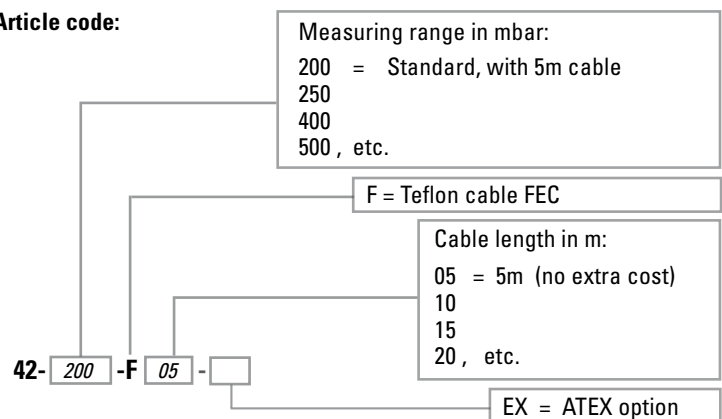 Article code:
Measuring range in mbar:
200 = Standard, with 5m cable
250
400
500 , etc.
F = Teflon cable FEC
Cable length in m:
05 = 5m (no extra cost)
10
15
20 , etc.
42- 200 -F 05 -
EX = ATEX option